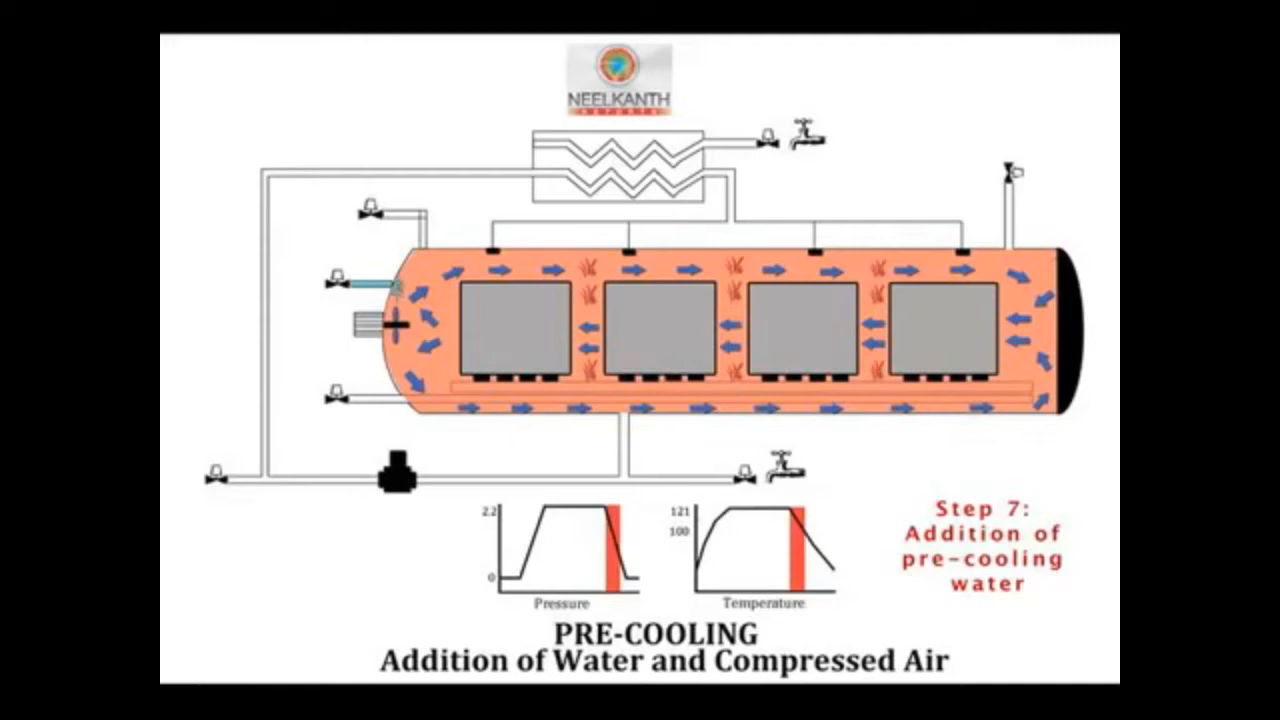 NEELKANTH
RETORTS
2.2
0
Pressure
121
100
Temperature
Step 7:
Addition of
pre-cooling
water
PRE-COOLING
Addition of Water and Compressed Air